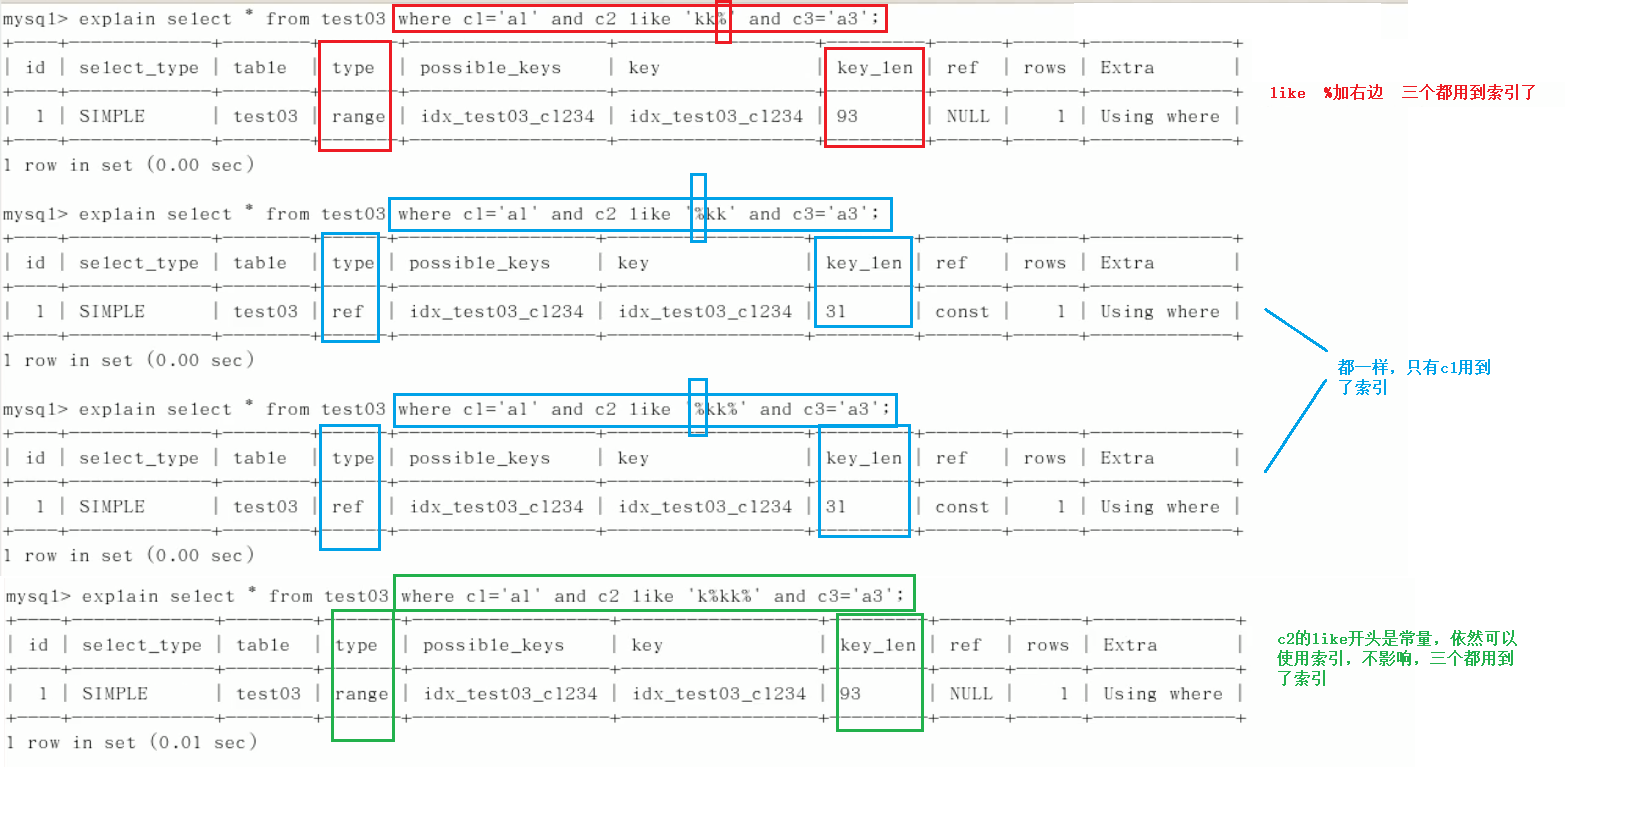 mysql> explain select * from test03 where c1='a1' and c2 like 'kk%' and c3='a3';
+----+-------------+--------+-------+------------------+------------------+---------+------+------+-------------+
| id | select_type | table | type | possible_keys | key | key_len | ref | rows | Extra |
+----+-------------+--------+-------+------------------+------------------+---------+------+------+-------------+
| 1 | SIMPLE | test03 | range | idx_test03_c1234 | idx_test03_c1234 | 93 | NULL | 1 | Using where |
+----+-------------+--------+-------+------------------+------------------+---------+------+------+-------------+
1 row in set (0.00 sec)
like %加右边 三个都用到索引了
mysql> explain select * from test03 where c1='a1' and c2 like '%kk' and c3='a3';
+----+-------------+--------+------+------------------+------------------+---------+-------+------+-------------+
| id | select_type | table | type | possible_keys | key | key_len | ref | rows | Extra |
+----+-------------+--------+------+------------------+------------------+---------+-------+------+-------------+
| 1 | SIMPLE | test03 | ref | idx_test03_c1234 | idx_test03_c1234 | 31 | const | 1 | Using where |
+----+-------------+--------+------+------------------+------------------+---------+-------+------+-------------+
1 row in set (0.00 sec)
都一样，只有c1用到
了索引
mysql> explain select * from test03 where c1='a1' and c2 like '%kk%' and c3='a3';
+----+-------------+--------+------+------------------+------------------+---------+-------+------+-------------+
| id | select_type | table | type | possible_keys | key | key_len | ref | rows | Extra |
+----+-------------+--------+------+------------------+------------------+---------+-------+------+-------------+
| 1 | SIMPLE | test03 | ref | idx_test03_c1234 | idx_test03_c1234 | 31 | const | 1 | Using where |
+----+-------------+--------+------+------------------+------------------+---------+-------+------+-------------+
1 row in set (0.00 sec)
mysql> explain select * from test03 where c1='a1' and c2 like 'k%kk%' and c3='a3';
+----+-------------+--------+-------+------------------+------------------+---------+------+------+-------------+
| id | select_type | table | type | possible_keys | key | key_len | ref | rows | Extra |
+----+-------------+--------+-------+------------------+------------------+---------+------+------+-------------+
| 1 | SIMPLE | test03 | range | idx_test03_c1234 | idx_test03_c1234 | 93 | NULL | 1 | Using where |
+----+-------------+--------+-------+------------------+------------------+---------+------+------+-------------+
1 row in set (0.01 sec)
c2的like开头是常量，依然可以
使用索引，不影响，三个都用到
了索引